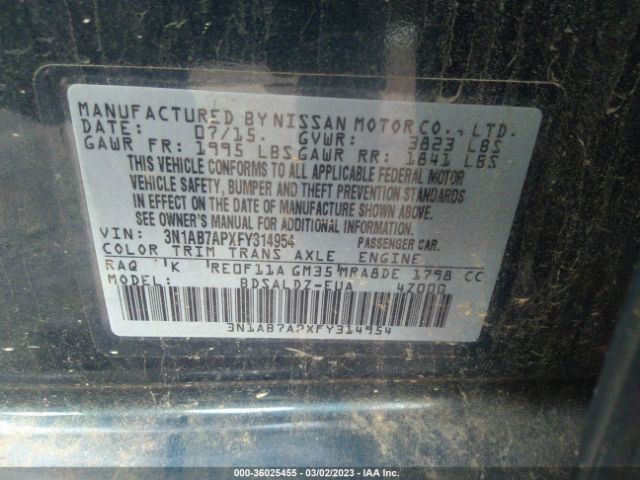 MANUFACTURED BY NISSAN MOTOR CO., LTD.
DATE: 07/15. GVWR: 3823 LBS
GAWR FR: 1995 LBS GAWR RR: 1841 LBS
THIS VEHICLE CONFORMS TO ALL APPLICABLE FEDERAL MOTOR
VEHICLE SAFETY, BUMPER AND THEFT PREVENTION STANDARDS
IN EFFECT ON THE DATE OF MANUFACTURE SHOWN ABOVE.
SEE OWNER'S MANUAL FOR ADDITIONAL INFORMATION.
VIN: 3N1AB7APXFY314954 PASSENGER CAR.
COLOR TRIM TRANS AXLE ENGINE
RAQ K RE0F11A GM35 MRA8DE 1798 CC
BDSALDZ-EUA 4Z000
3N1AB7APXFY314954
000-36025455 - 03/02/2023 - IAA Inc.